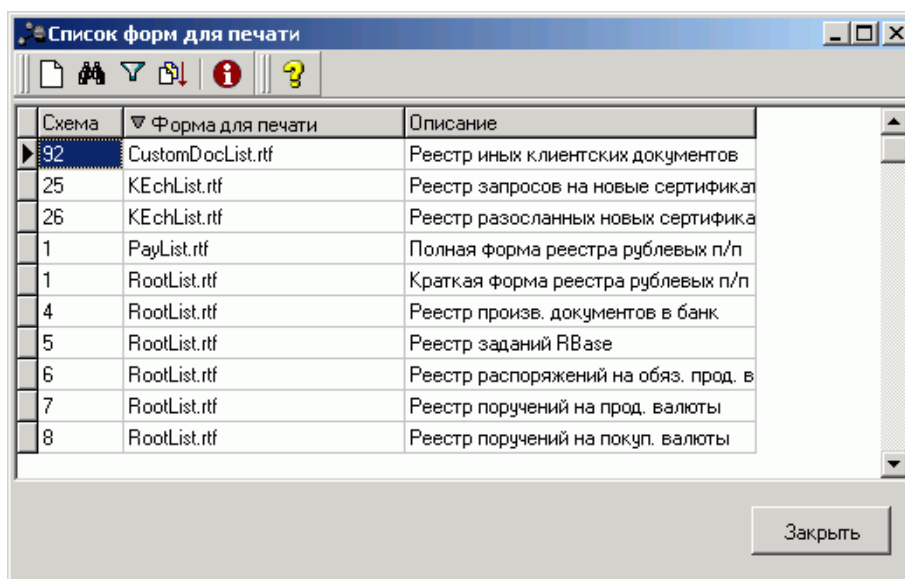 Список форм для печати
Схема Форма для печати Описание
92 CustomDocList.rtf Реестр иных клиентских документов
25 KEchList.rtf Реестр запросов на новые сертификат
26 KEchList.rtf Реестр разосланных новых сертифика
1 PayList.rtf Полная форма реестра рублевых п/п
1 RootList.rtf Краткая форма реестра рублевых п/п
4 RootList.rtf Реестр произв. документов в банк
5 RootList.rtf Реестр заданий RBase
6 RootList.rtf Реестр распоряжений на обяз. прод. в
7 RootList.rtf Реестр поручений на прод. валюты
8 RootList.rtf Реестр поручений на покуп. валюты
Закрыть